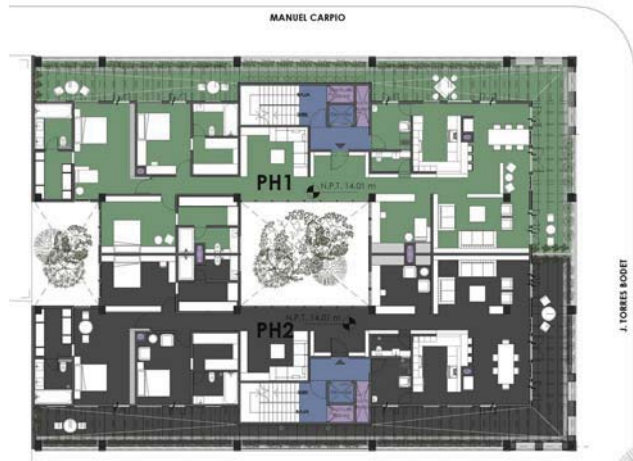 MANUEL CARPIO
PH1
N.P.T. 14.01 m
J. TORRES BODET
N.P.T. 14.01 m
PH2